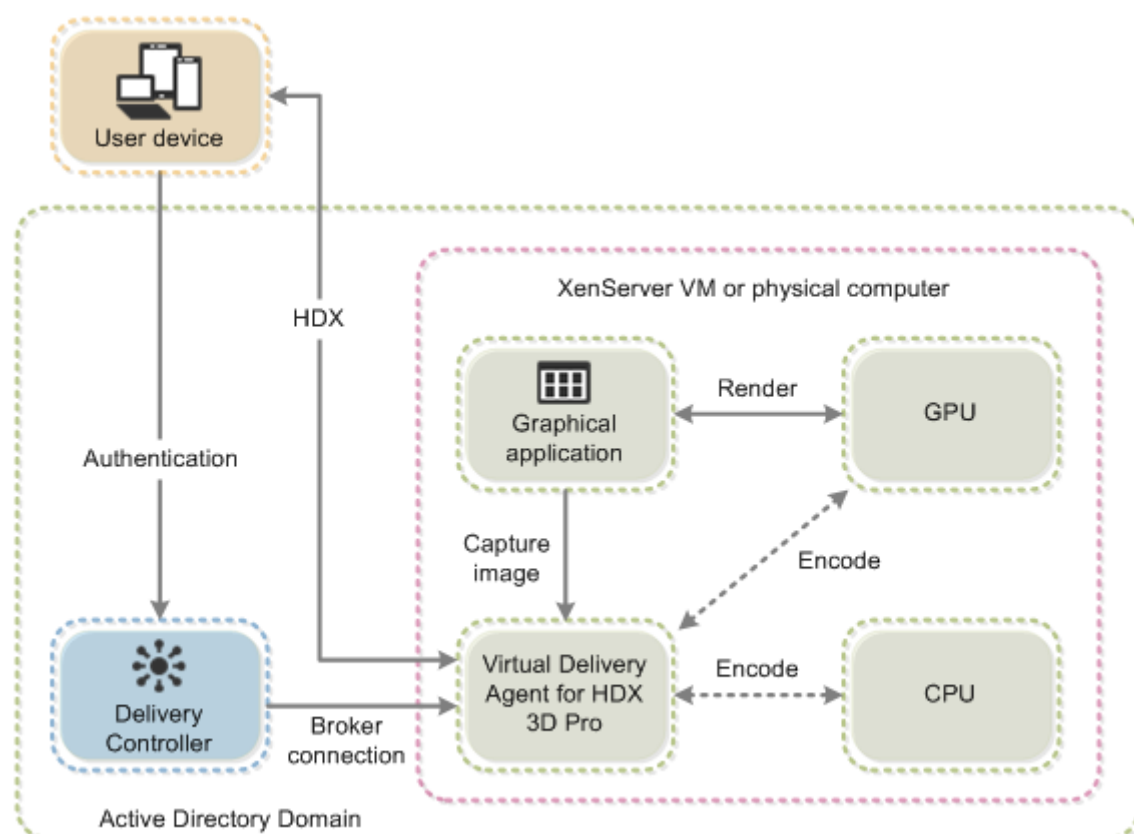 User device
XenServer VM or physical computer
HDX
Graphical
application
Render
GPU
Authentication
Capture
image
Encode
Delivery
Controller
Broker
connection
Virtual Delivery
Agent for HDX
3D Pro
Encode
CPU
Active Directory Domain